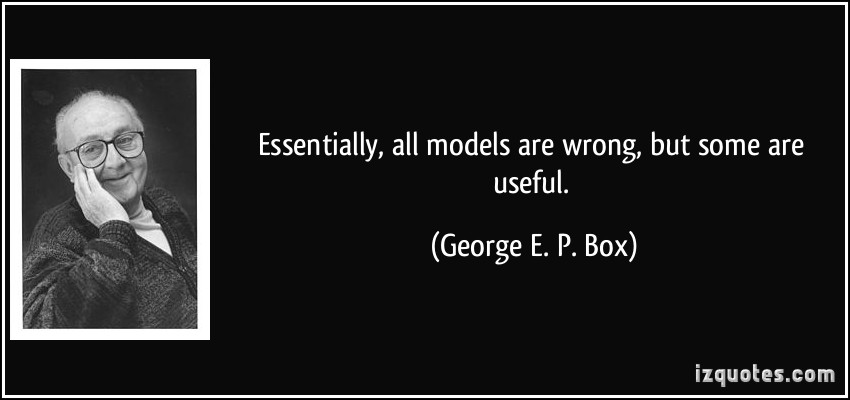 Essentially, all models are wrong, but some are
useful.
(George E. P. Box)
izquotes.com